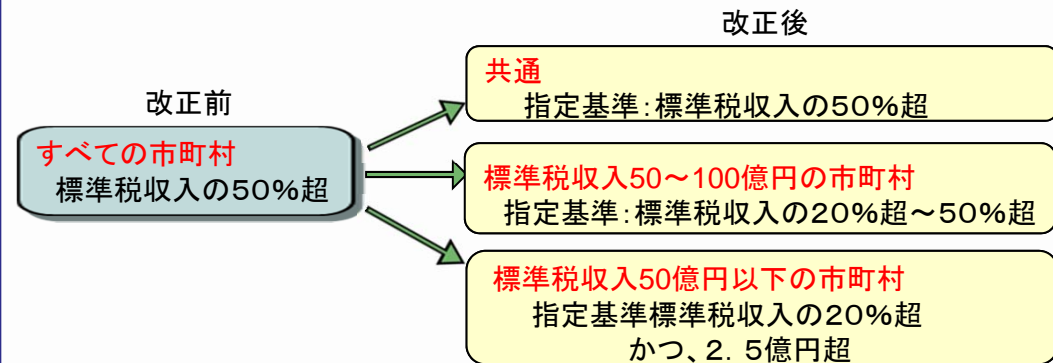 改正前
すべての市町村
標準税収入の50%超
改正後
共通
指定基準:標準税収入の50%超
標準税収入50~100億円の市町村
指定基準:標準税収入の20%超~50%超
標準税収入50億円以下の市町村
指定基準標準税収入の20%超
かつ、2.5億円超